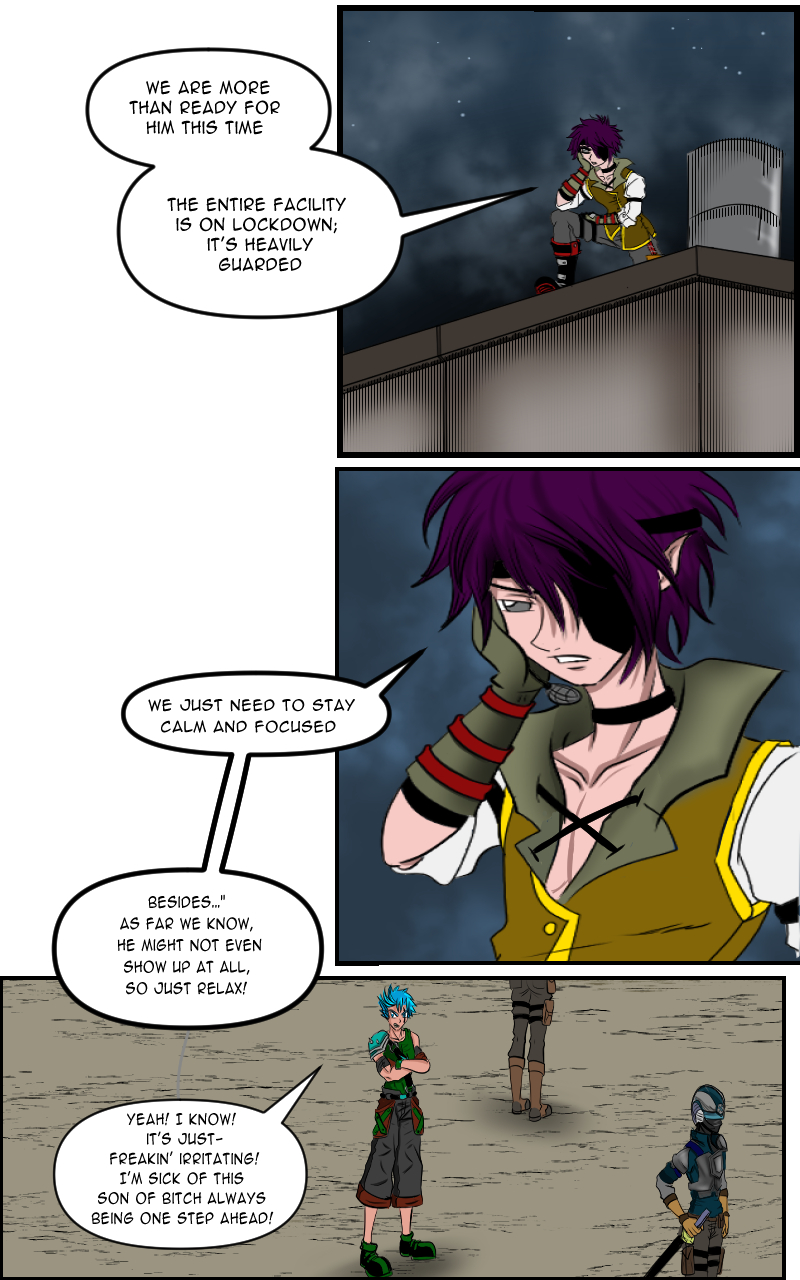 WE ARE MORE
THAN READY FOR
HIM THIS TIME
THE ENTIRE FACILITY
IS ON LOCKDOWN;
IT'S HEAVILY
GUARDED
WE JUST NEED TO STAY
CALM AND FOCUSED
BESIDES..."
AS FAR WE KNOW,
HE MIGHT NOT EVEN
SHOW UP AT ALL,
SO JUST RELAX!
YEAH! I KNOW!
IT'S JUST-
FREAKIN' IRRITATING!
I'M SICK OF THIS
SON OF BITCH ALWAYS
BEING ONE STEP AHEAD!